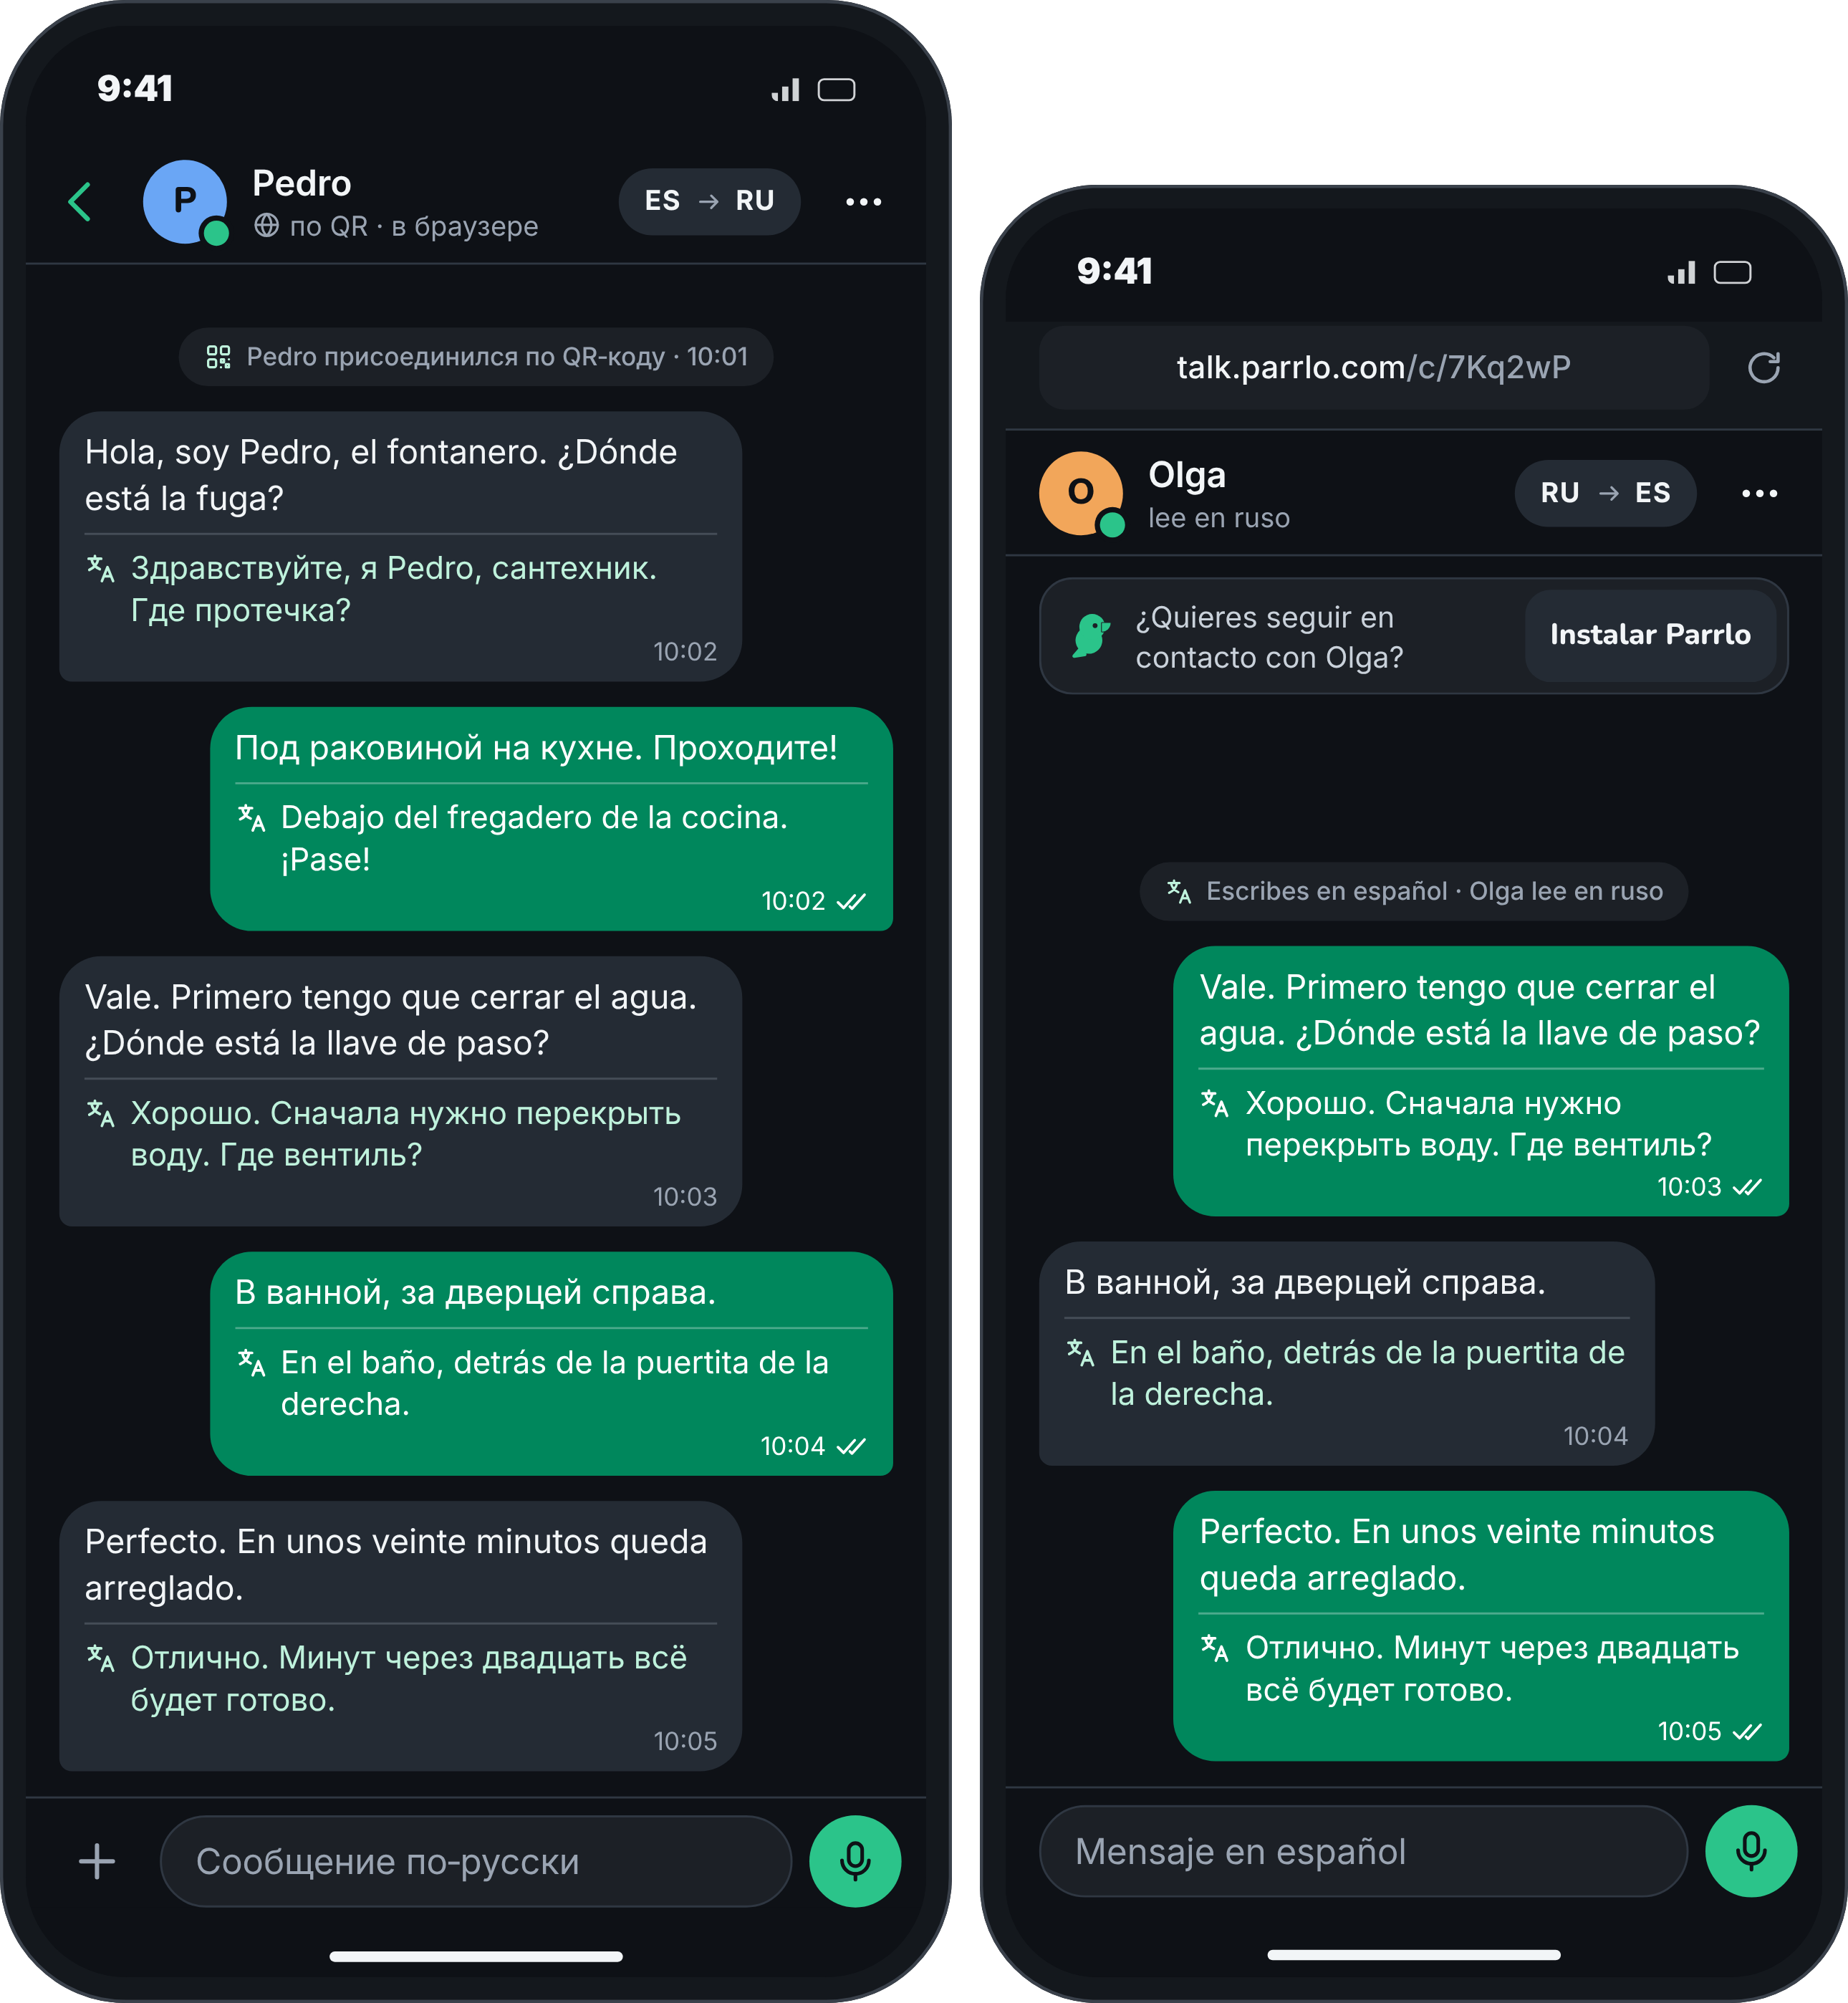 9:41
P
Pedro
по QR · в браузере
ES → RU
Pedro присоединился по QR-коду · 10:01
Hola, soy Pedro, el fontanero. ¿Dónde
está la fuga?
Здравствуйте, я Pedro, сантехник.
Где протечка?
10:02
Под раковиной на кухне. Проходите!
Debajo del fregadero de la cocina.
¡Pase!
10:02
Vale. Primero tengo que cerrar el agua.
¿Dónde está la llave de paso?
Хорошо. Сначала нужно перекрыть
воду. Где вентиль?
10:03
В ванной, за дверцей справа.
En el baño, detrás de la puertita de la
derecha.
10:04
Perfecto. En unos veinte minutos queda
arreglado.
Отлично. Минут через двадцать всё
будет готово.
10:05
Сообщение по-русски
9:41
talk.parrlo.com/c/7Kq2wP
O
Olga
lee en ruso
RU → ES
¿Quieres seguir en
contacto con Olga?
Instalar Parrlo
Escribes en español · Olga lee en ruso
Vale. Primero tengo que cerrar el
agua. ¿Dónde está la llave de paso?
Хорошо. Сначала нужно
перекрыть воду. Где вентиль?
10:03
В ванной, за дверцей справа.
En el baño, detrás de la puertita de
la derecha.
10:04
Perfecto. En unos veinte minutos
queda arreglado.
Отлично. Минут через двадцать
всё будет готово.
10:05
Mensaje en español